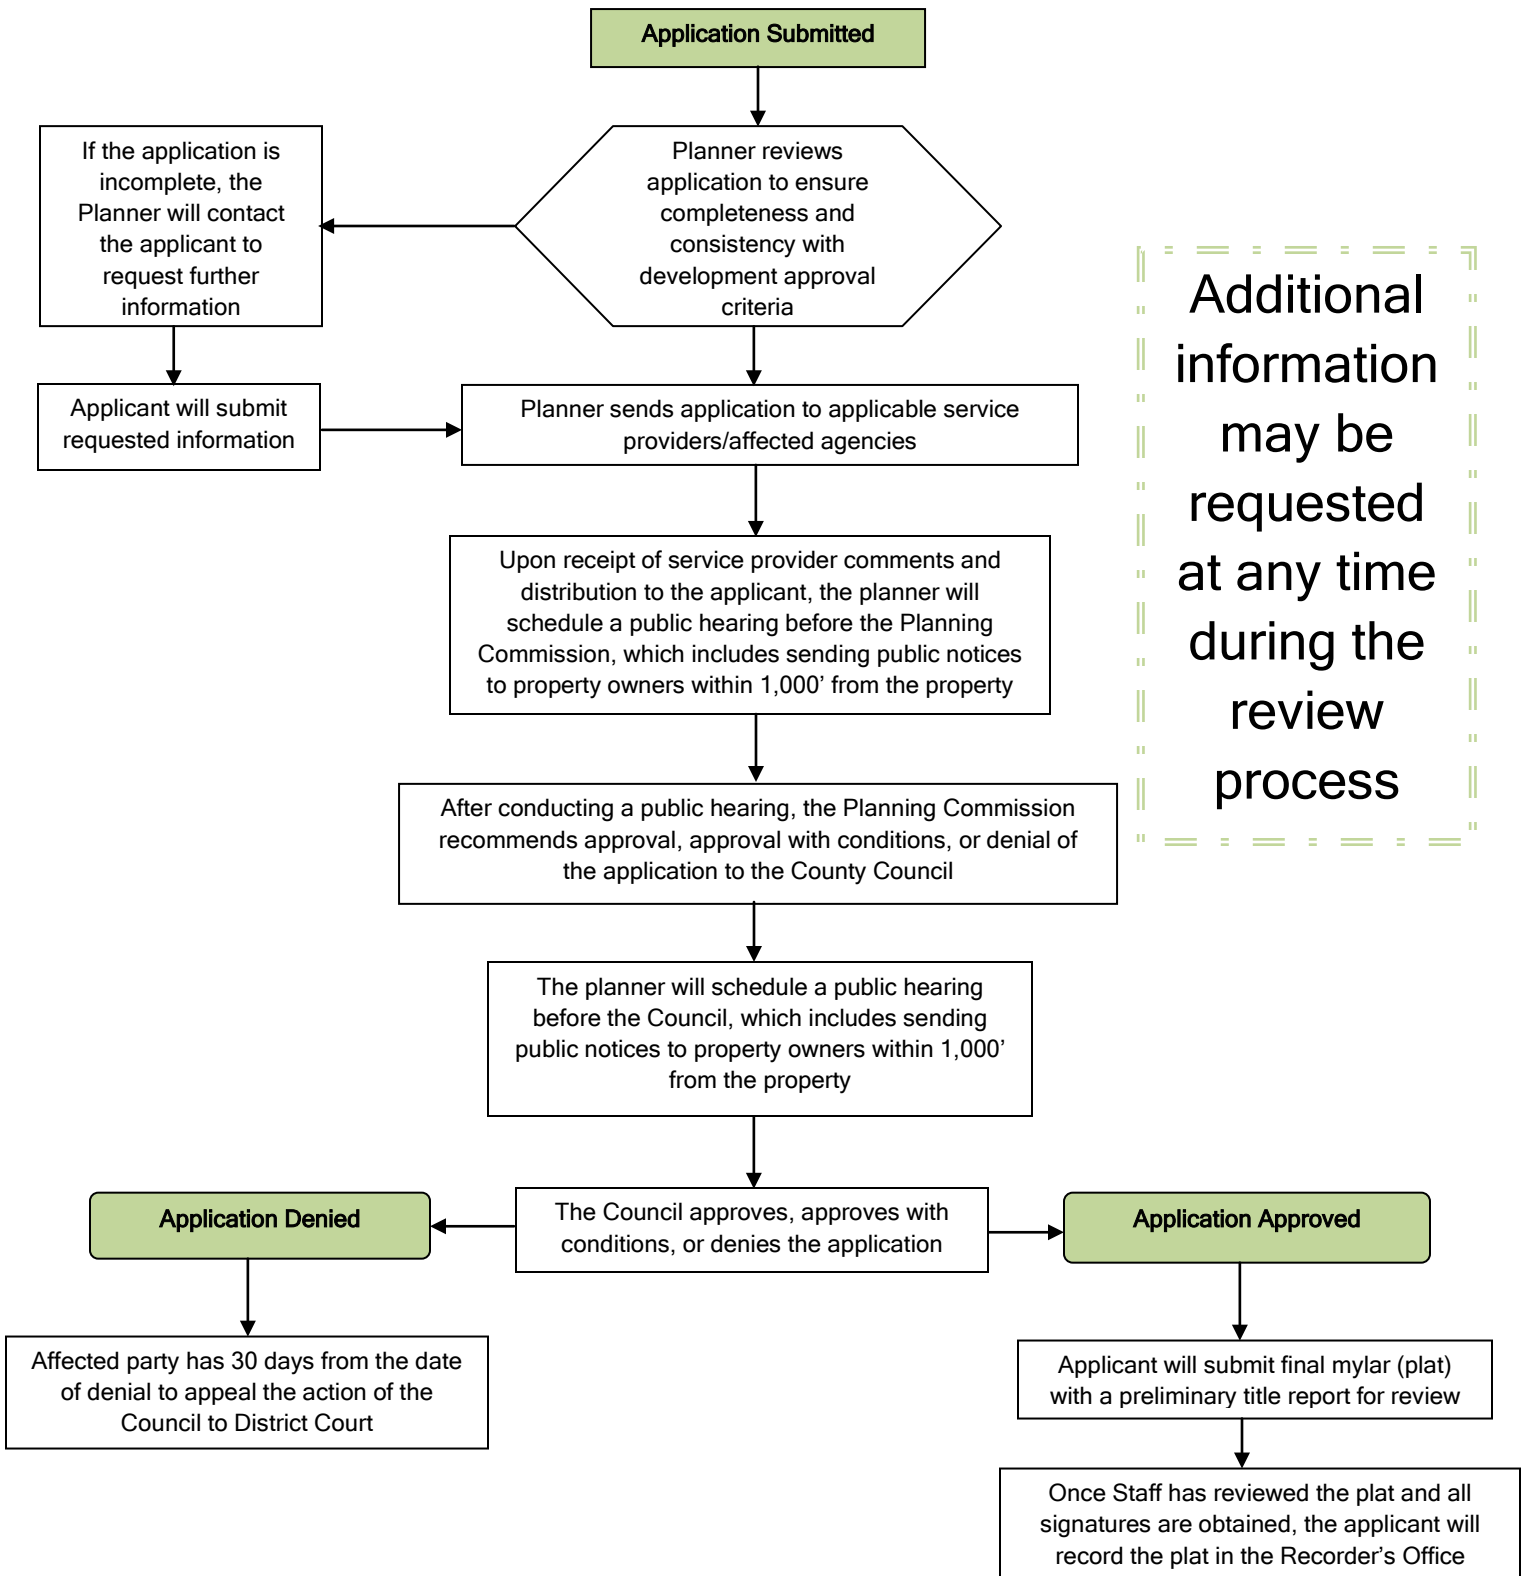 Application Submitted
If the application is
incomplete, the
Planner will contact
the applicant to
request further
information
Planner reviews
application to ensure
completeness and
consistency with
development approval
criteria
Additional
information
may be
requested
at any time
during the
review
process
Applicant will submit
requested information
Planner sends application to applicable service
providers/affected agencies
Upon receipt of service provider comments and
distribution to the applicant, the planner will
schedule a public hearing before the Planning
Commission, which includes sending public notices
to property owners within 1,000’ from the property
After conducting a public hearing, the Planning Commission
recommends approval, approval with conditions, or denial of
the application to the County Council
The planner will schedule a public hearing
before the Council, which includes sending
public notices to property owners within 1,000’
from the property
The Council approves, approves with
conditions, or denies the application
Application Denied
Application Approved
Affected party has 30 days from the date
of denial to appeal the action of the
Council to District Court
Applicant will submit final mylar (plat)
with a preliminary title report for review
Once Staff has reviewed the plat and all
signatures are obtained, the applicant will
record the plat in the Recorder’s Office